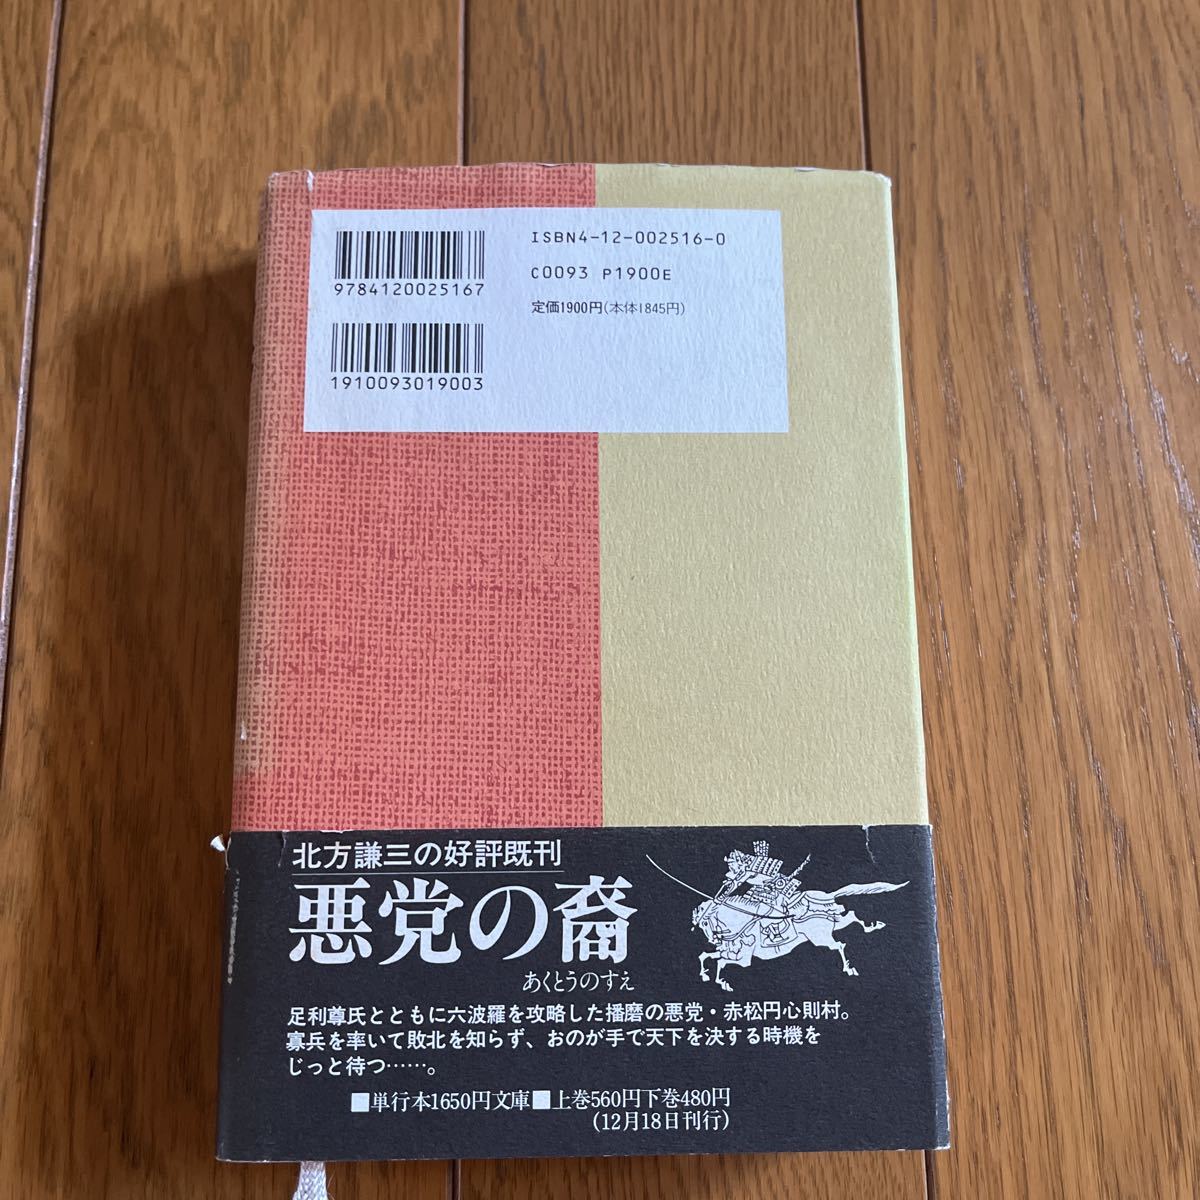 ISBN4-12-002516-0
C0093 P1900E
定価1900円(本体1845円)
9784120025167
1910093019003
北方謙三の好評既刊
悪党の裔
あくとうのすえ
足利尊氏とともに六波羅を攻略した播磨の悪党・赤松円心則村。
寡兵を率いて敗北を知らず、おのが手で天下を決する時機を
じっと待つ……。
■単行本1650円文庫■上巻560円下巻480円
(12月18日刊行)